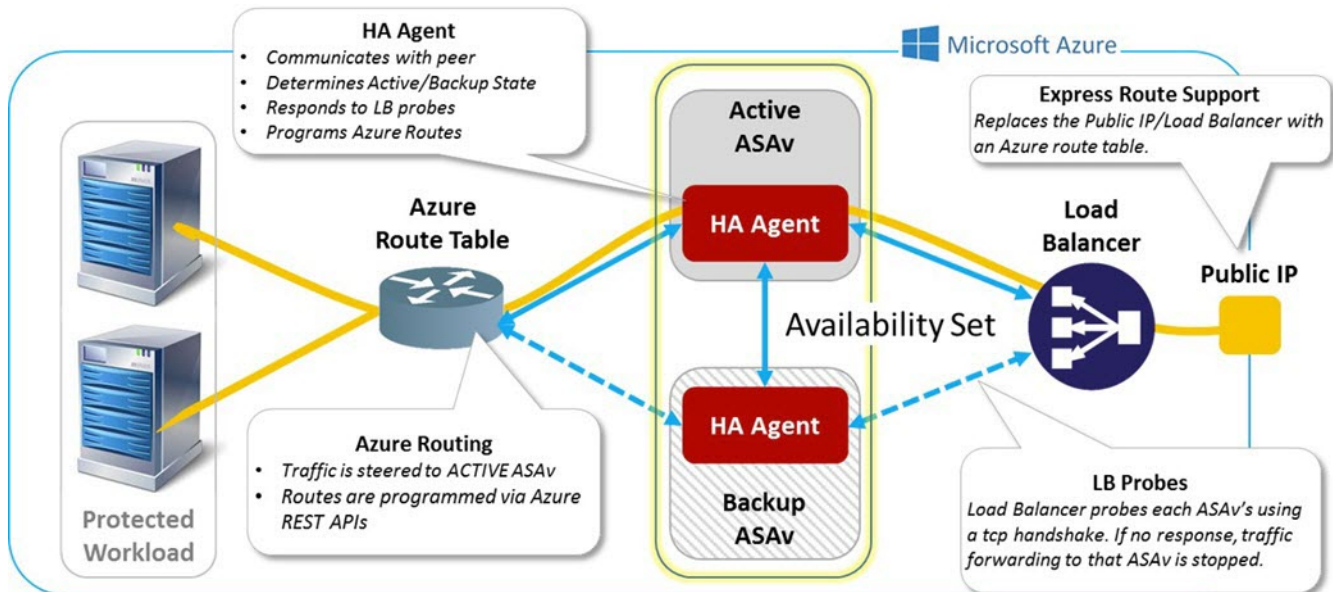 HA Agent
• Communicates with peer
• Determines Active/Backup State
• Responds to LB probes
• Programs Azure Routes
Microsoft Azure
Express Route Support
Replaces the Public IP/Load Balancer with
an Azure route table.
Active
ASAv
HA Agent
Azure
Route Table
Load
Balancer
Public IP
Availability Set
HA Agent
Backup
ASAv
Azure Routing
• Traffic is steered to ACTIVE ASAv
• Routes are programmed via Azure
REST APIs
LB Probes
Load Balancer probes each ASAv's using
a tcp handshake. If no response, traffic
forwarding to that ASAv is stopped.
Protected
Workload